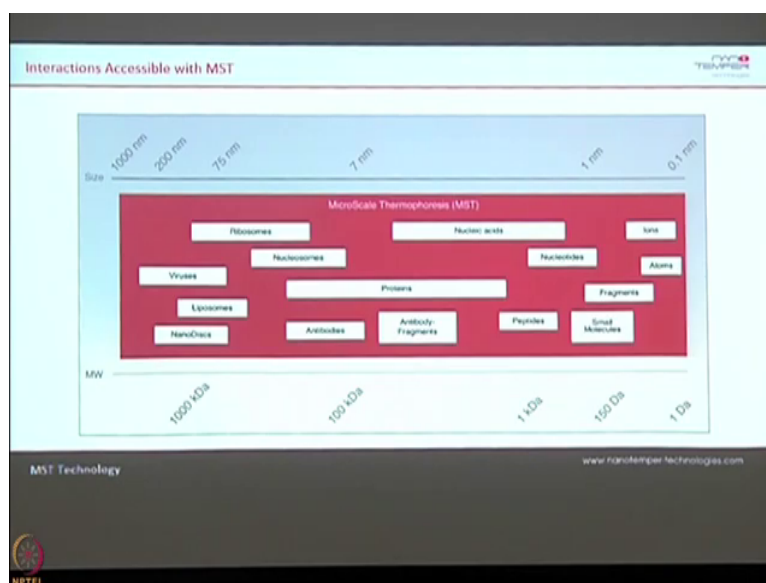 Interactions Accessible with MST
NANO
TEMPER
Size
1000 nm
200 nm
75 nm
7 nm
1 nm
0.1 nm
MicroScale Thermophoresis (MST)
Ribosomes
Nucleic acids
Ions
Nucleosomes
Nucleotides
Atoms
Viruses
Proteins
Fragments
Liposomes
NanoDiscs
Antibodies
Antibody-
Fragments
Peptides
Small
Molecules
MW
1000 kDa
100 kDa
1 kDa
150 Da
1 Da
MST Technology
www.nanotemper-technologies.com
NPTEL